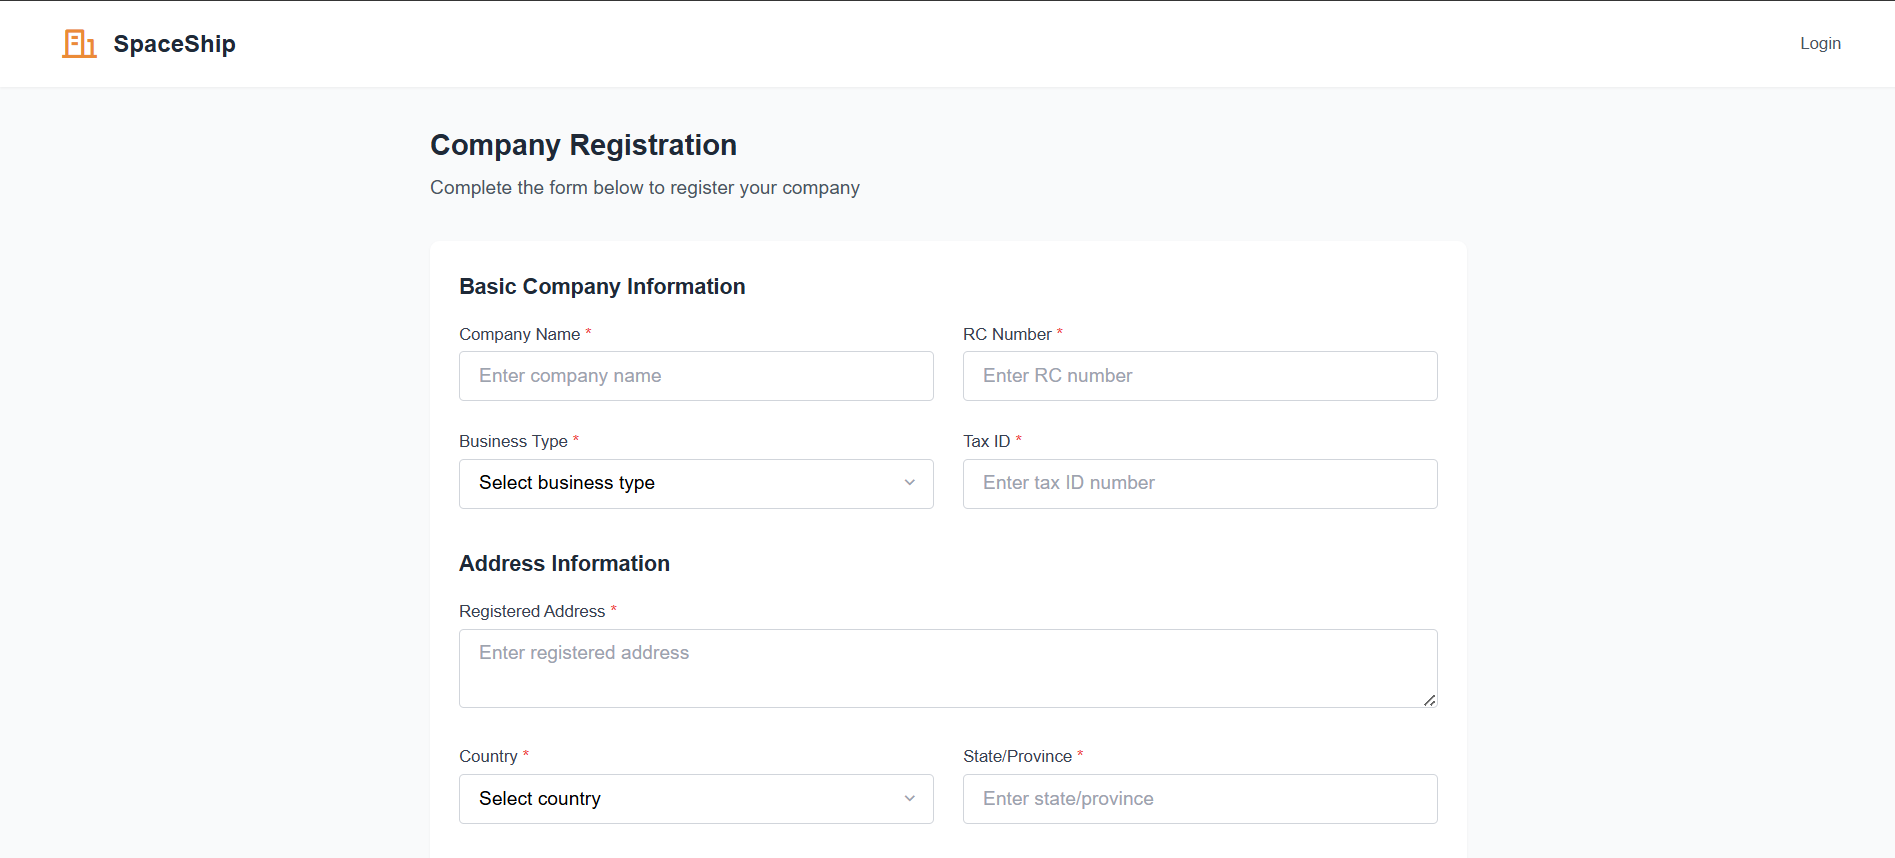 SpaceShip
Login
Company Registration
Complete the form below to register your company
Basic Company Information
Company Name *
RC Number *
Enter company name
Enter RC number
Business Type *
Tax ID *
Select business type
Enter tax ID number
Address Information
Registered Address *
Enter registered address
Country *
State/Province *
Select country
Enter state/province